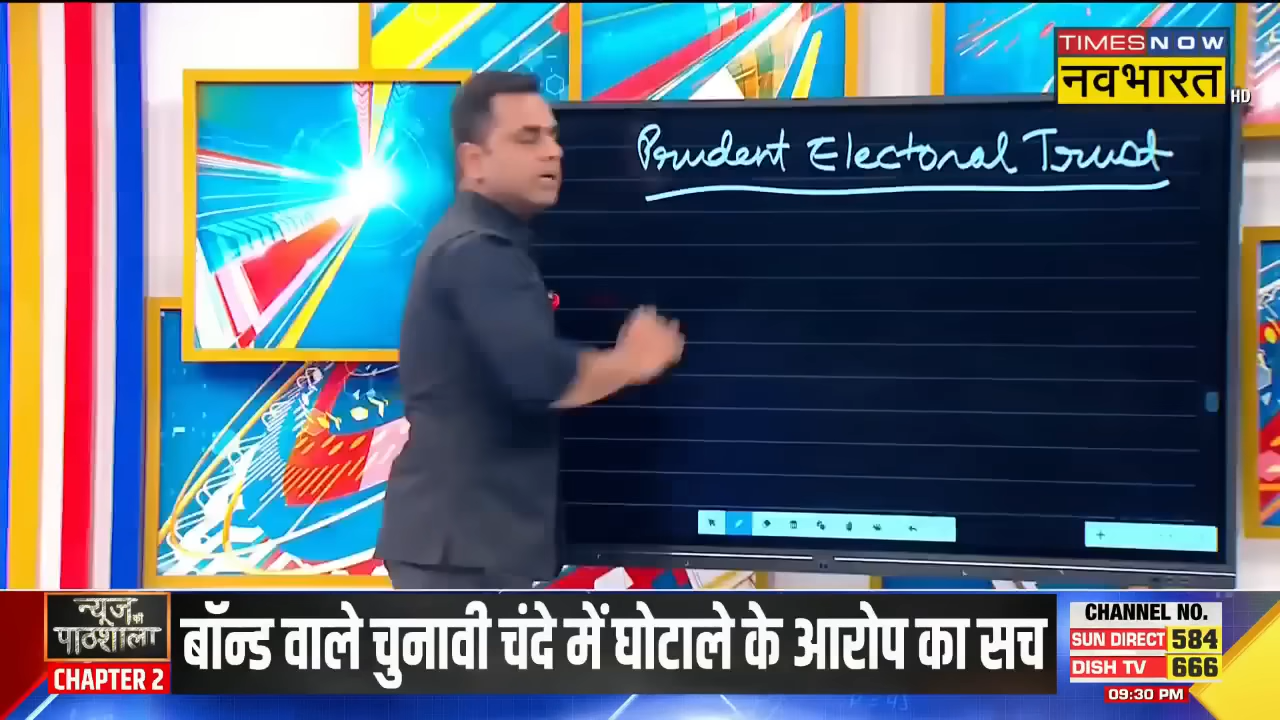 TIMES NOW
नवभारत
HD
Prudent Electoral Trust
न्यूज़ की
पाठशाला
CHAPTER 2
बॉन्ड वाले चुनावी चंदे में घोटाले के आरोप का सच
CHANNEL NO.
SUN DIRECT 584
DISH TV 666
09:30 PM